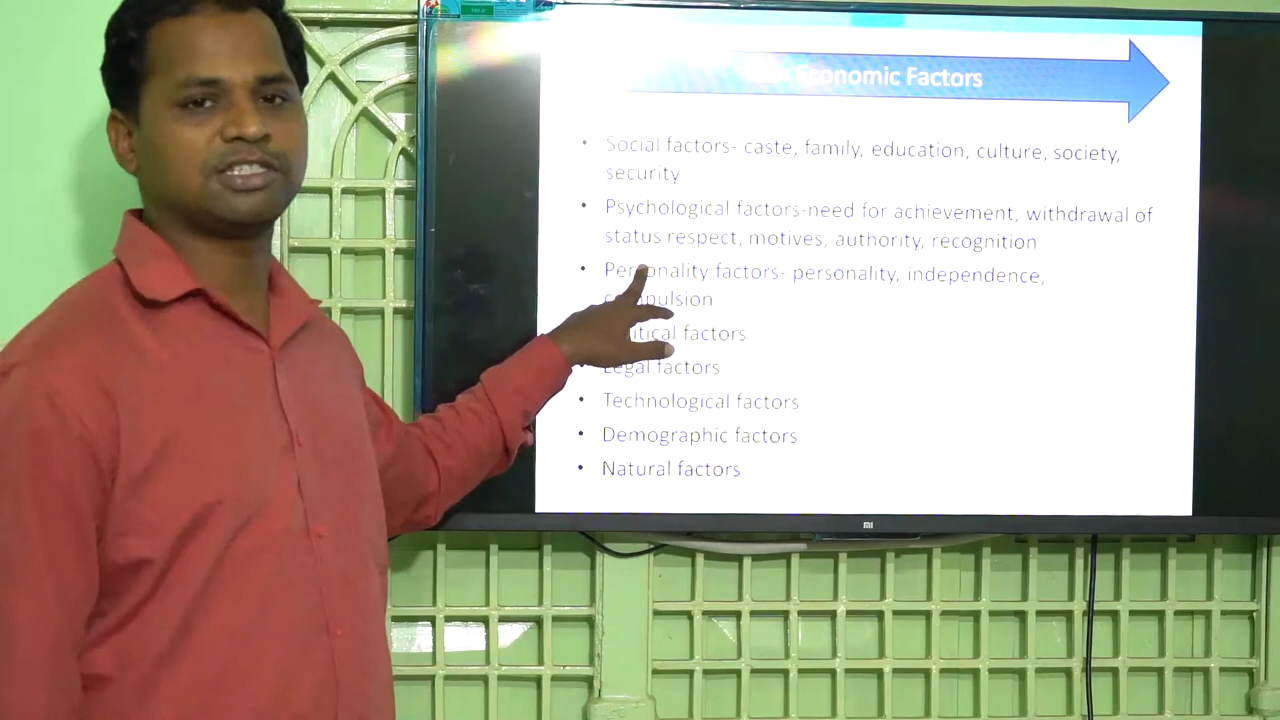 Economic Factors
• Social factors- caste, family, education, culture, society,
security
• Psychological factors-need for achievement, withdrawal of
status respect, motives, authority, recognition
• Personality factors- personality, independence,
compulsion
factors
• Legal factors
• Technological factors
• Demographic factors
• Natural factors
mi